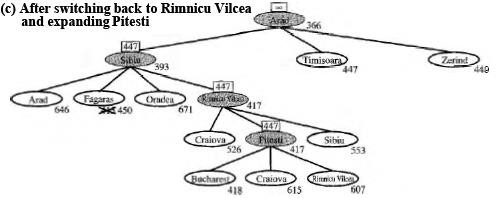 (c) After switching back to Rimnicu Vilcea
and expanding Pitesti
∞
Arad
366
447
Sibiu
393
Timisoara
447
Zerind
449
Arad
646
Fagaras
450
Oradea
671
447
Rimnicu Vilcea
417
Craiova
526
447
Pitesti
417
Sibiu
553
Bucharest
418
Craiova
615
Rimnicu Vilcea
607